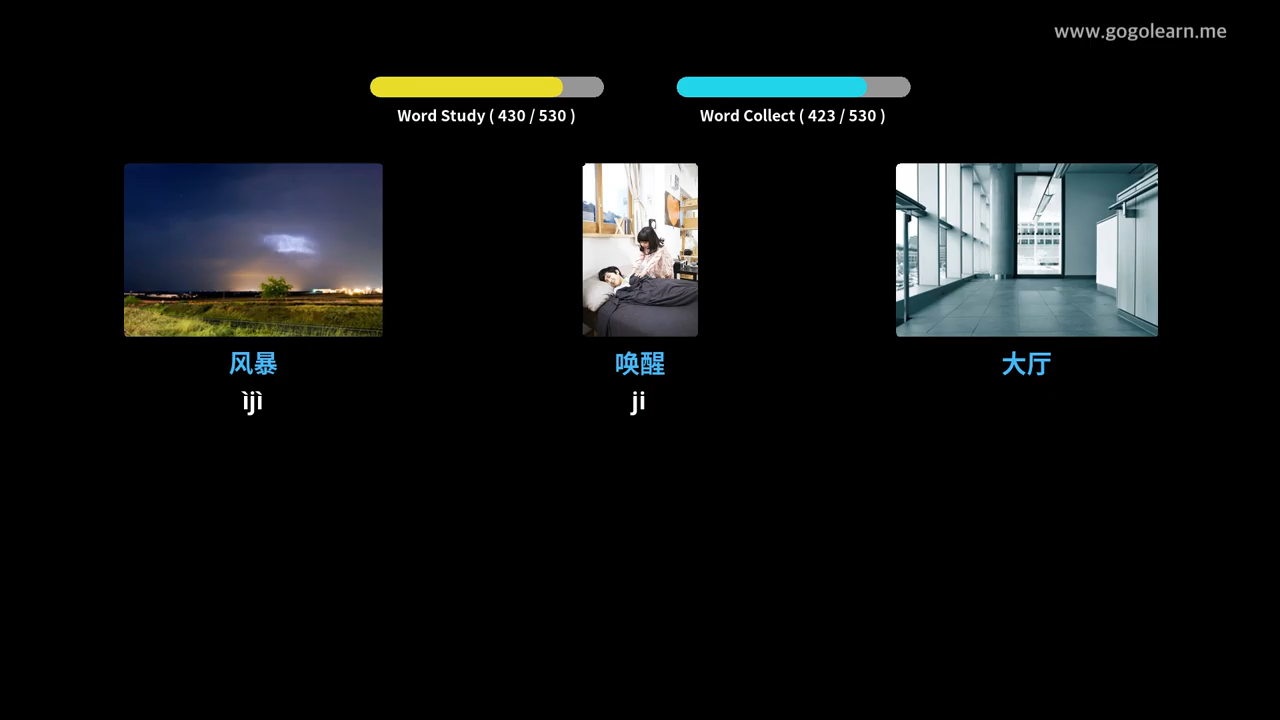 www.gogolearn.me
Word Study ( 430 / 530 )
Word Collect ( 423 / 530 )
风暴
唤醒
大厅
ìjì
ji